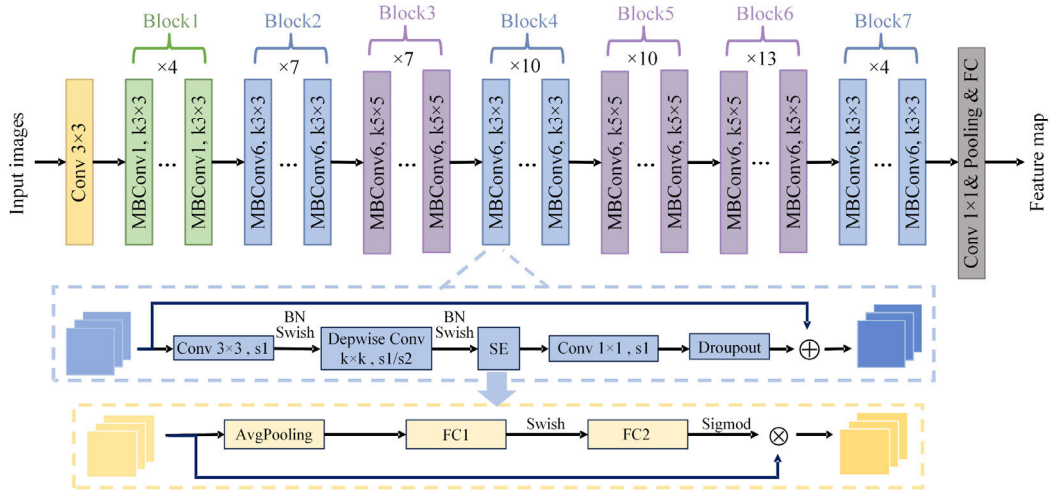 Block1
Block2
Block3
Block4
Block5
Block6
Block7
×4
×7
×7
×10
×10
×13
×4
Input images
Conv 3×3
MBConv1, k3×3
...
MBConv1, k3×3
MBConv6, k3×3
...
MBConv6, k3×3
MBConv6, k5×5
...
MBConv6, k5×5
MBConv6, k3×3
...
MBConv6, k3×3
MBConv6, k5×5
...
MBConv6, k5×5
MBConv6, k5×5
...
MBConv6, k5×5
MBConv6, k3×3
...
MBConv6, k3×3
Conv 1×1& Pooling & FC
Feature map
Conv 3×3 , s1
BN
Swish
Depwise Conv
k×k , s1/s2
BN
Swish
SE
Conv 1×1 , s1
Droupout
AvgPooling
FC1
Swish
FC2
Sigmod